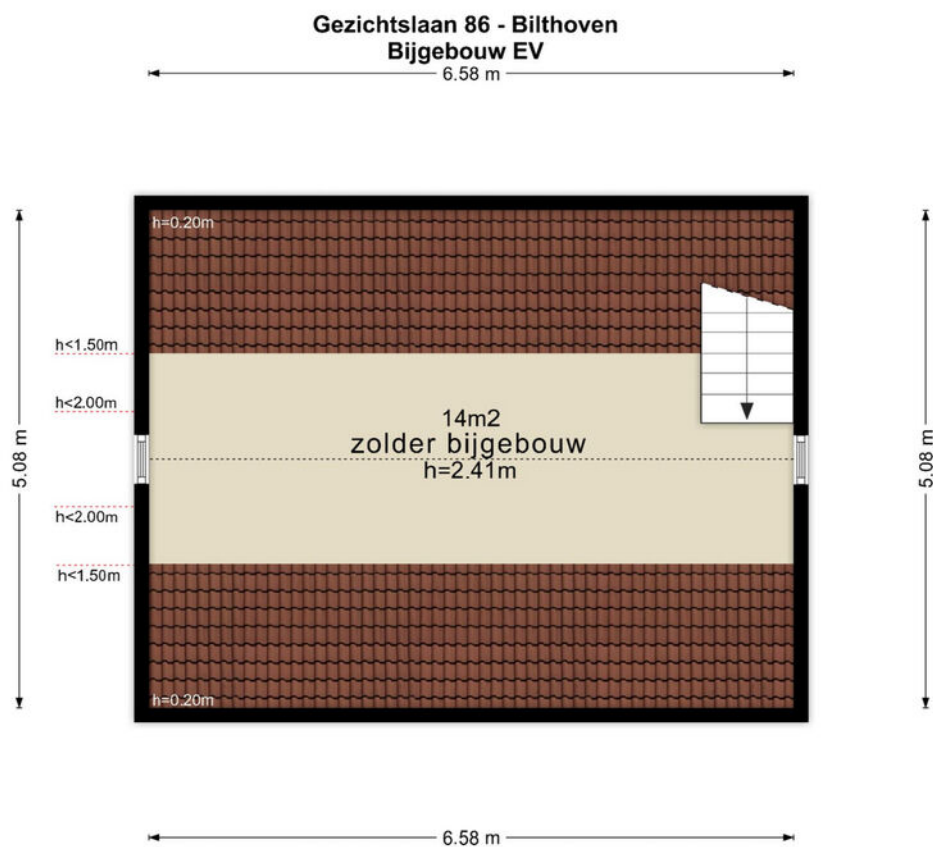 Gezichtslaan 86 - Bilthoven
Bijgebouw EV
6.58 m
h=0.20m
h<1.50m
h<2.00m
14m2
zolder bijgebouw
h=2.41m
5.08 m
5.08 m
h<2.00m
h<1.50m
h=0.20m
6.58 m